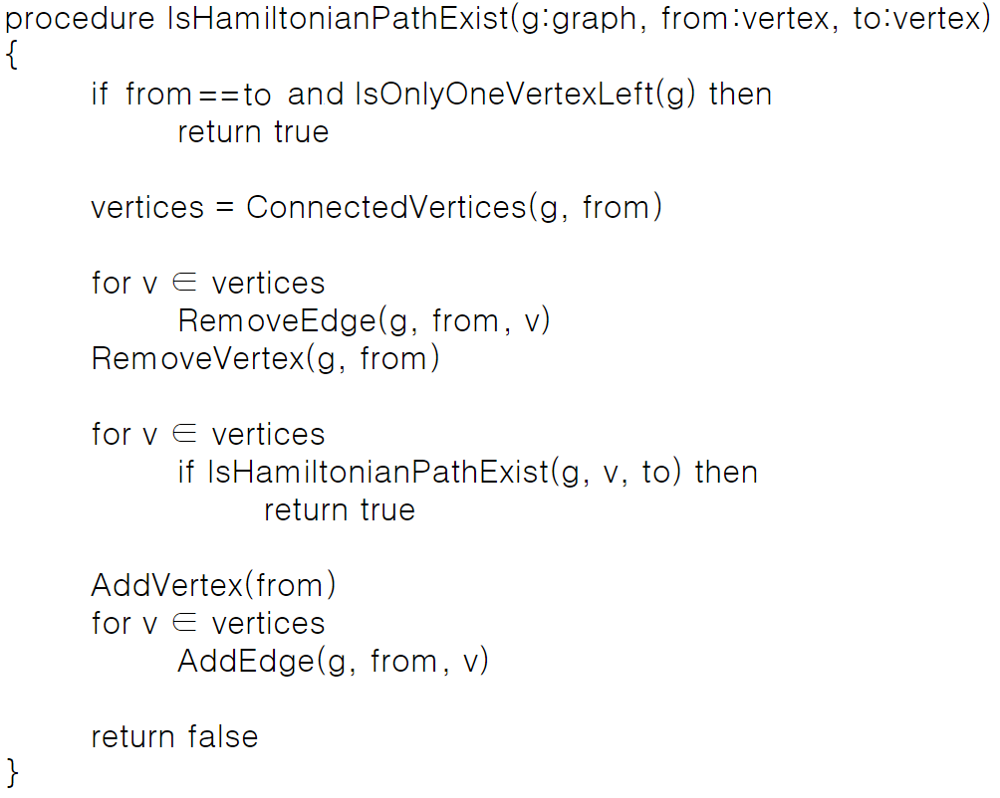 procedure IsHamiltonianPathExist(g:graph, from:vertex, to:vertex)
{
if from==to and IsOnlyOneVertexLeft(g) then
return true
vertices = ConnectedVertices(g, from)
for v ∈ vertices
RemoveEdge(g, from, v)
RemoveVertex(g, from)
for v ∈ vertices
if IsHamiltonianPathExist(g, v, to) then
return true
AddVertex(from)
for v ∈ vertices
AddEdge(g, from, v)
return false
}